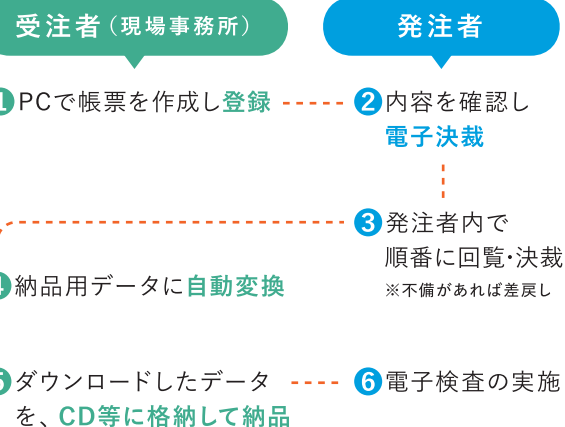 受注者（現場事務所）
発注者
1 PCで帳票を作成し登録
2 内容を確認し
電子決裁
3 発注者内で
順番に回覧・決裁
※不備があれば差戻し
4 納品用データに自動変換
5 ダウンロードしたデータ
を、CD等に格納して納品
6 電子検査の実施